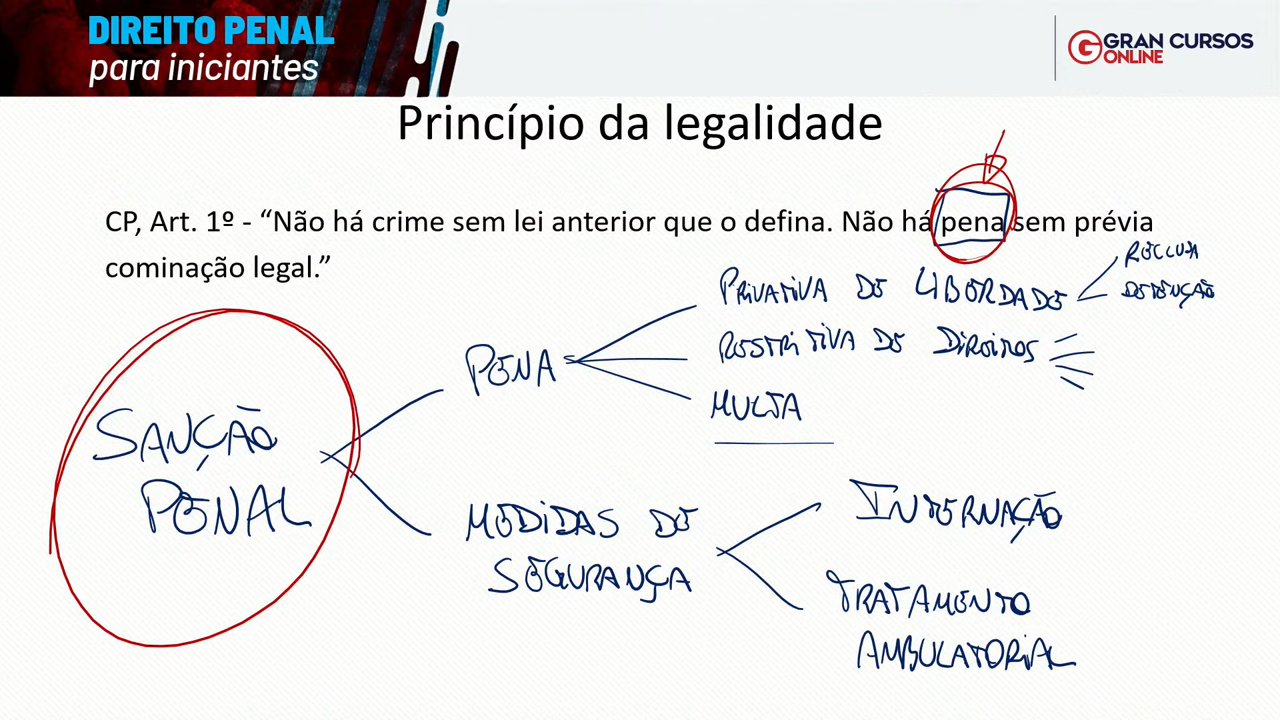 DIREITO PENAL
para iniciantes
GRAN CURSOS
ONLINE
Princípio da legalidade
CP, Art. 1º - “Não há crime sem lei anterior que o defina. Não há pena sem prévia
cominação legal.”
RECLUSÃO
PRIVATIVA DE LIBERDADE
DETENÇÃO
RESTRITIVA DE DIREITOS
PENA
MULTA
SANÇÃO
PENAL
MEDIDAS DE
SEGURANÇA
INTERNAÇÃO
TRATAMENTO
AMBULATORIAL